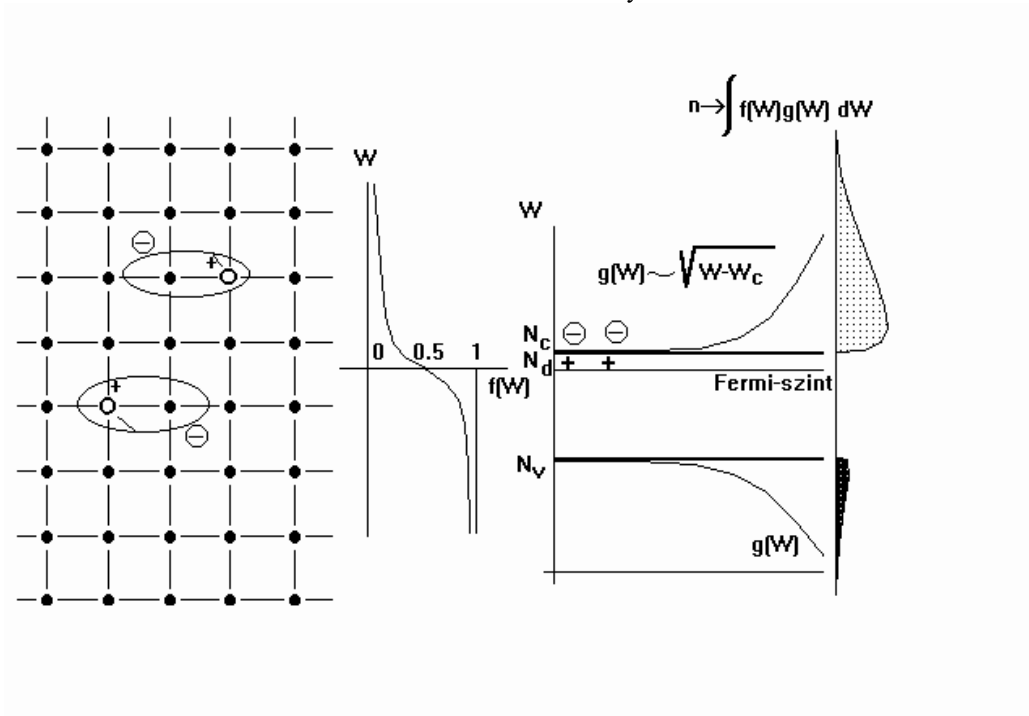 n→∫f(W)g(W) dW
W
W
g(W)~√W-Wc
Nc
0 0.5 1
Nd
f(W)
Fermi-szint
Nv
g(W)